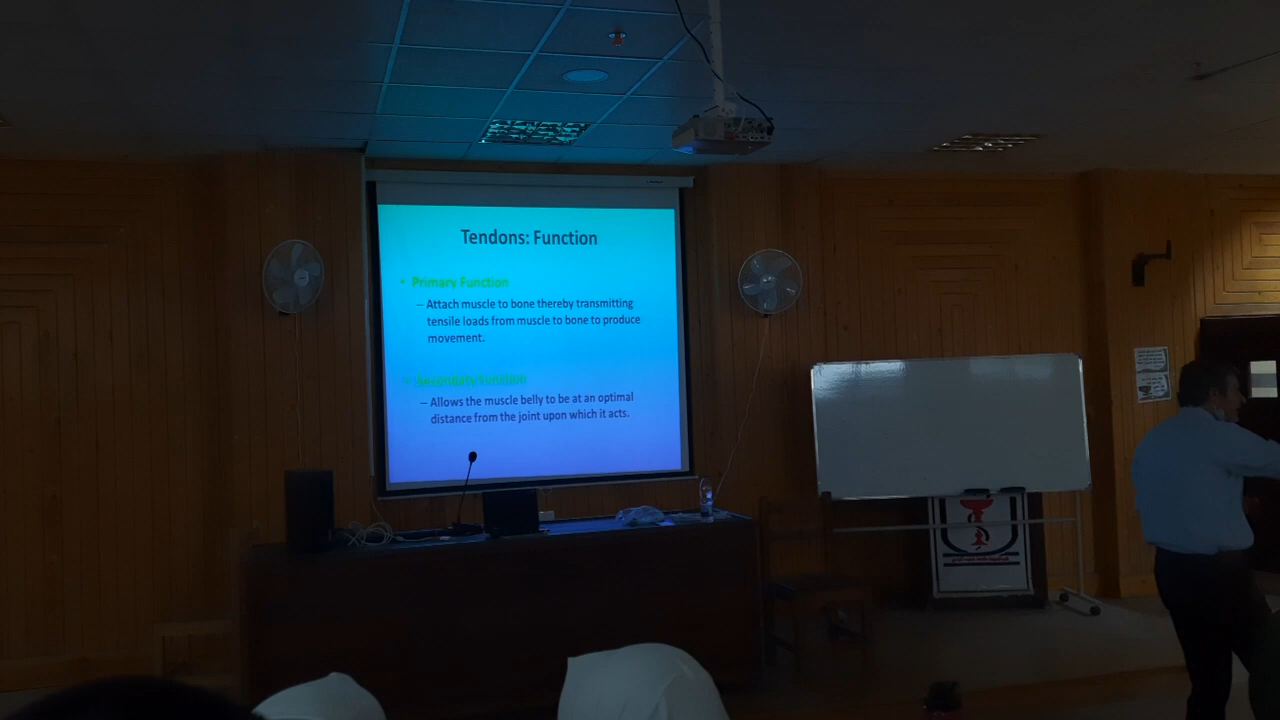 Tendons: Function
• Primary Function
– Attach muscle to bone thereby transmitting
tensile loads from muscle to bone to produce
movement.
• Secondary Function
– Allows the muscle belly to be at an optimal
distance from the joint upon which it acts.